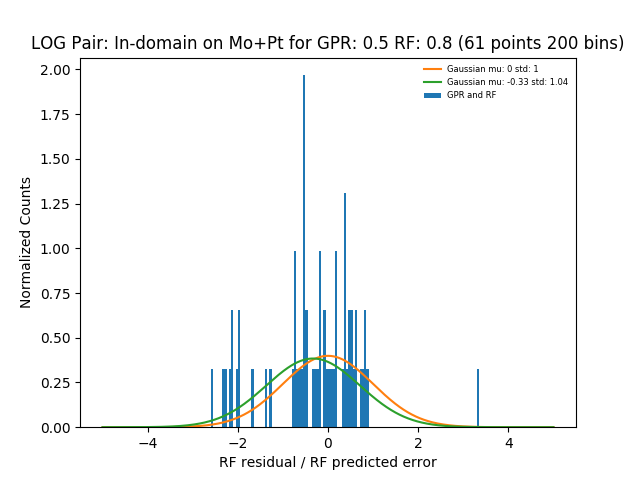 LOG Pair: In-domain on Mo+Pt for GPR: 0.5 RF: 0.8 (61 points 200 bins)
Gaussian mu: 0 std: 1
Gaussian mu: -0.33 std: 1.04
GPR and RF
Normalized Counts
2.00
1.75
1.50
1.25
1.00
0.75
0.50
0.25
0.00
−4
−2
0
2
4
RF residual / RF predicted error